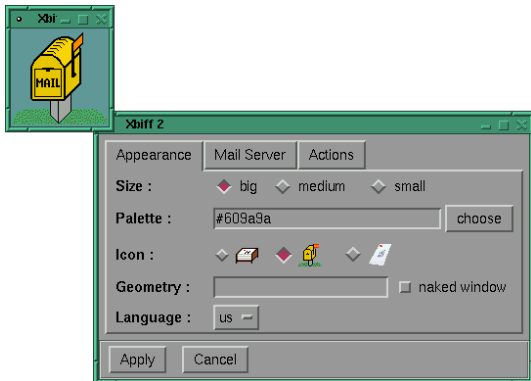 Xbi
MAIL
Xbiff 2
Appearance Mail Server Actions
Size : big medium small
Palette : #609a9a choose
Icon :
Geometry : naked window
Language : us
Apply Cancel